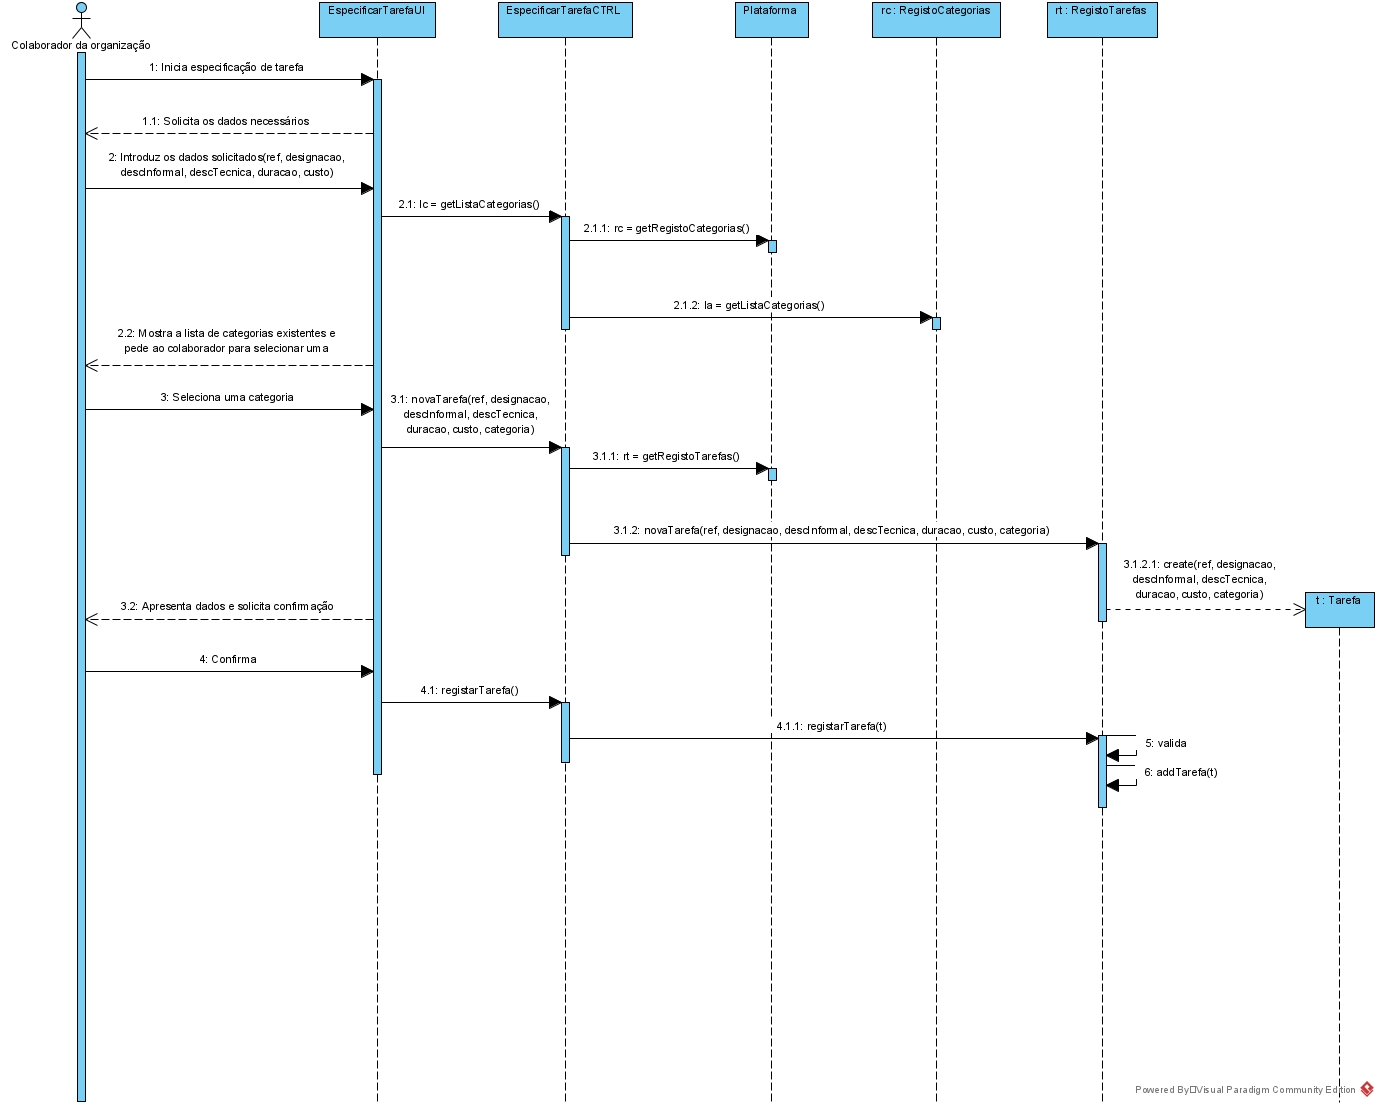 EspecificarTarefaUI
EspecificarTarefaCTRL
Plataforma
rc : RegistoCategorias
rt : RegistoTarefas
Colaborador da organização
1: Inicia especificação de tarefa
1.1: Solicita os dados necessários
2: Introduz os dados solicitados(ref, designacao,
descInformal, descTecnica, duracao, custo)
2.1: lc = getListaCategorias()
2.1.1: rc = getRegistoCategorias()
2.1.2: la = getListaCategorias()
2.2: Mostra a lista de categorias existentes e
pede ao colaborador para selecionar uma
3: Seleciona uma categoria
3.1: novaTarefa(ref, designacao,
descInformal, descTecnica,
duracao, custo, categoria)
3.1.1: rt = getRegistoTarefas()
3.1.2: novaTarefa(ref, designacao, descInformal, descTecnica, duracao, custo, categoria)
3.1.2.1: create(ref, designacao,
descInformal, descTecnica,
duracao, custo, categoria)
t : Tarefa
3.2: Apresenta dados e solicita confirmação
4: Confirma
4.1: registarTarefa()
4.1.1: registarTarefa(t)
5: valida
6: addTarefa(t)
Powered By Visual Paradigm Community Edition